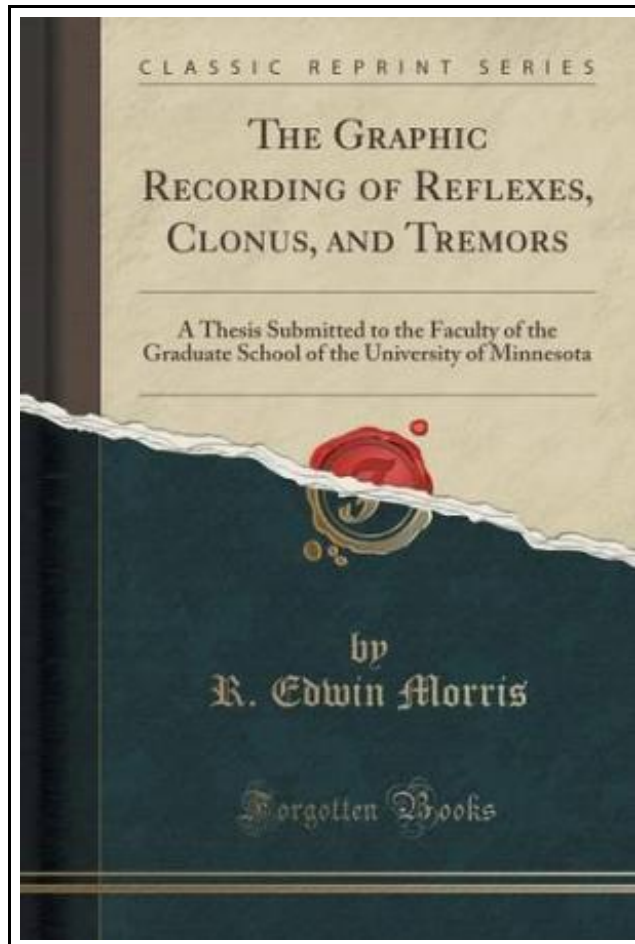 CLASSIC REPRINT SERIES
THE GRAPHIC
RECORDING OF REFLEXES,
CLONUS, AND TREMORS
A Thesis Submitted to the Faculty of the
Graduate School of the University of Minnesota
by
R. Edwin Morris
Forgotten Books